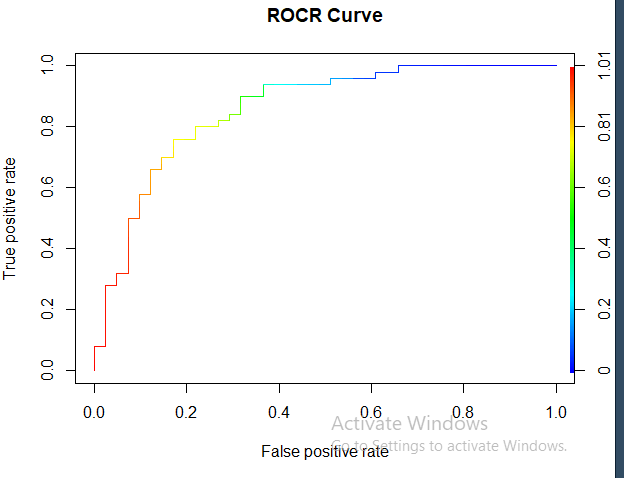 ROCR Curve
True positive rate
1.0
0.8
0.6
0.4
0.2
0.0
1.01
0.81
0.6
0.4
0.2
0
0.0 0.2 0.4 0.6 0.8 1.0
False positive rate
Activate Windows
Go to Settings to activate Windows.